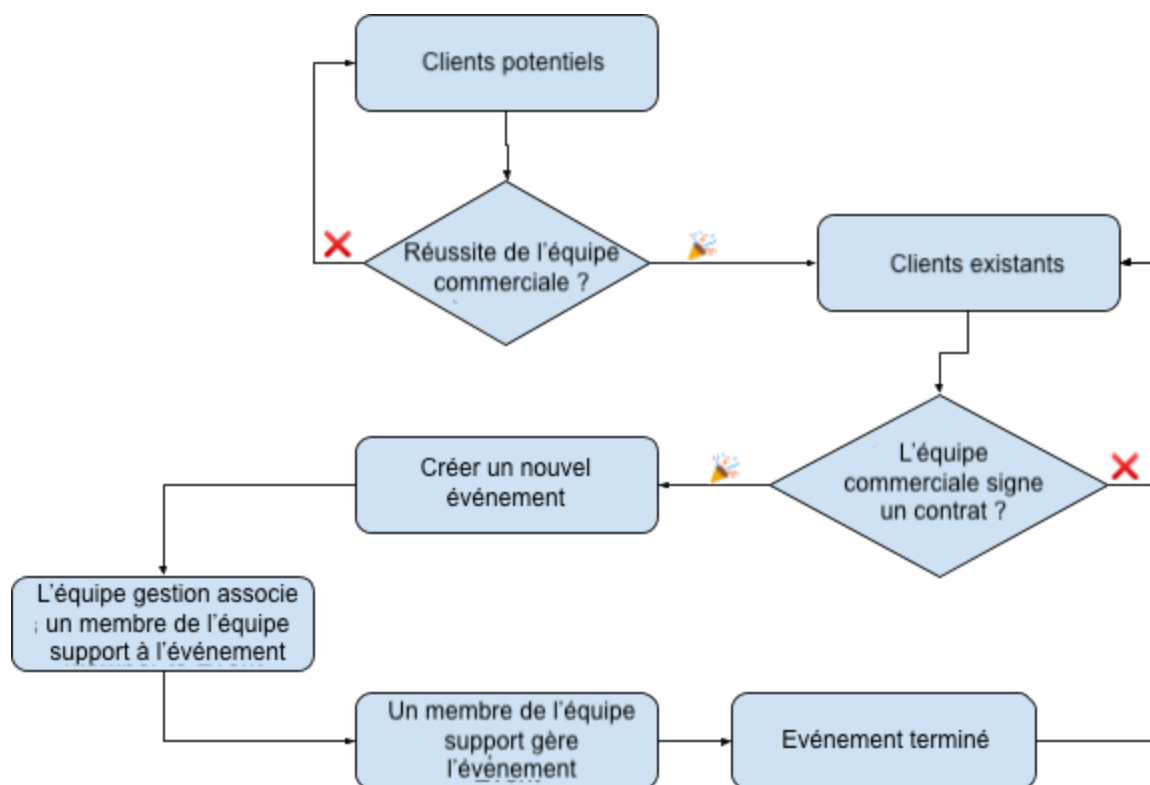 Clients potentiels
Réussite de l’équipe
commerciale ?
Clients existants
L’équipe
commerciale signe
un contrat ?
Créer un nouvel
événement
L’équipe gestion associe
un membre de l’équipe
support à l’événement
Un membre de l’équipe
support gère
l’événement
Evénement terminé